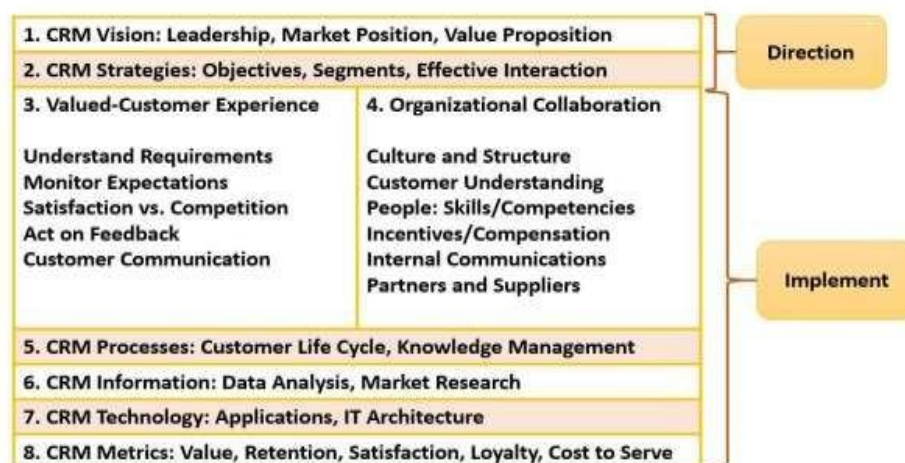 1. CRM Vision: Leadership, Market Position, Value Proposition
2. CRM Strategies: Objectives, Segments, Effective Interaction
Direction
3. Valued-Customer Experience
Understand Requirements
Monitor Expectations
Satisfaction vs. Competition
Act on Feedback
Customer Communication
4. Organizational Collaboration
Culture and Structure
Customer Understanding
People: Skills/Competencies
Incentives/Compensation
Internal Communications
Partners and Suppliers
5. CRM Processes: Customer Life Cycle, Knowledge Management
6. CRM Information: Data Analysis, Market Research
7. CRM Technology: Applications, IT Architecture
8. CRM Metrics: Value, Retention, Satisfaction, Loyalty, Cost to Serve
Implement